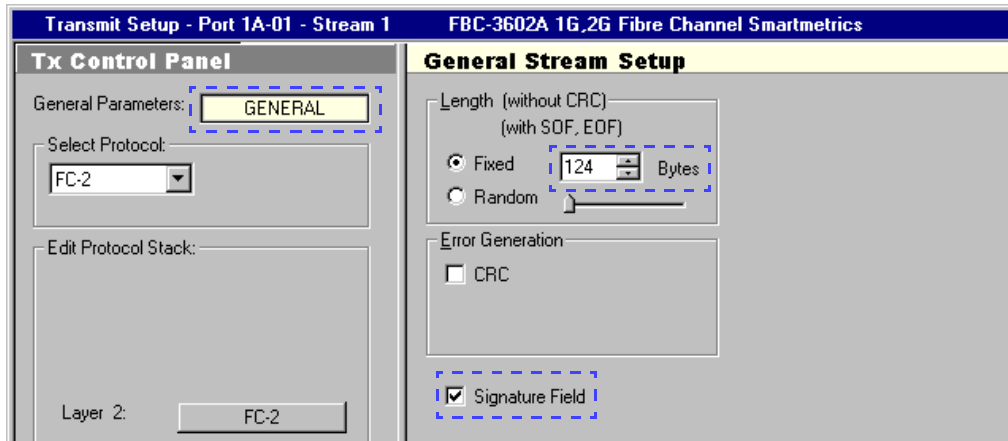 Transmit Setup - Port 1A-01 - Stream 1 FBC-3602A 1G,2G Fibre Channel Smartmetrics
Tx Control Panel
General Parameters: GENERAL
Select Protocol:
FC-2
Edit Protocol Stack:
Layer 2: FC-2
General Stream Setup
Length (without CRC)
(with SOF, EOF)
Fixed 124 Bytes
Random
Error Generation
CRC
Signature Field